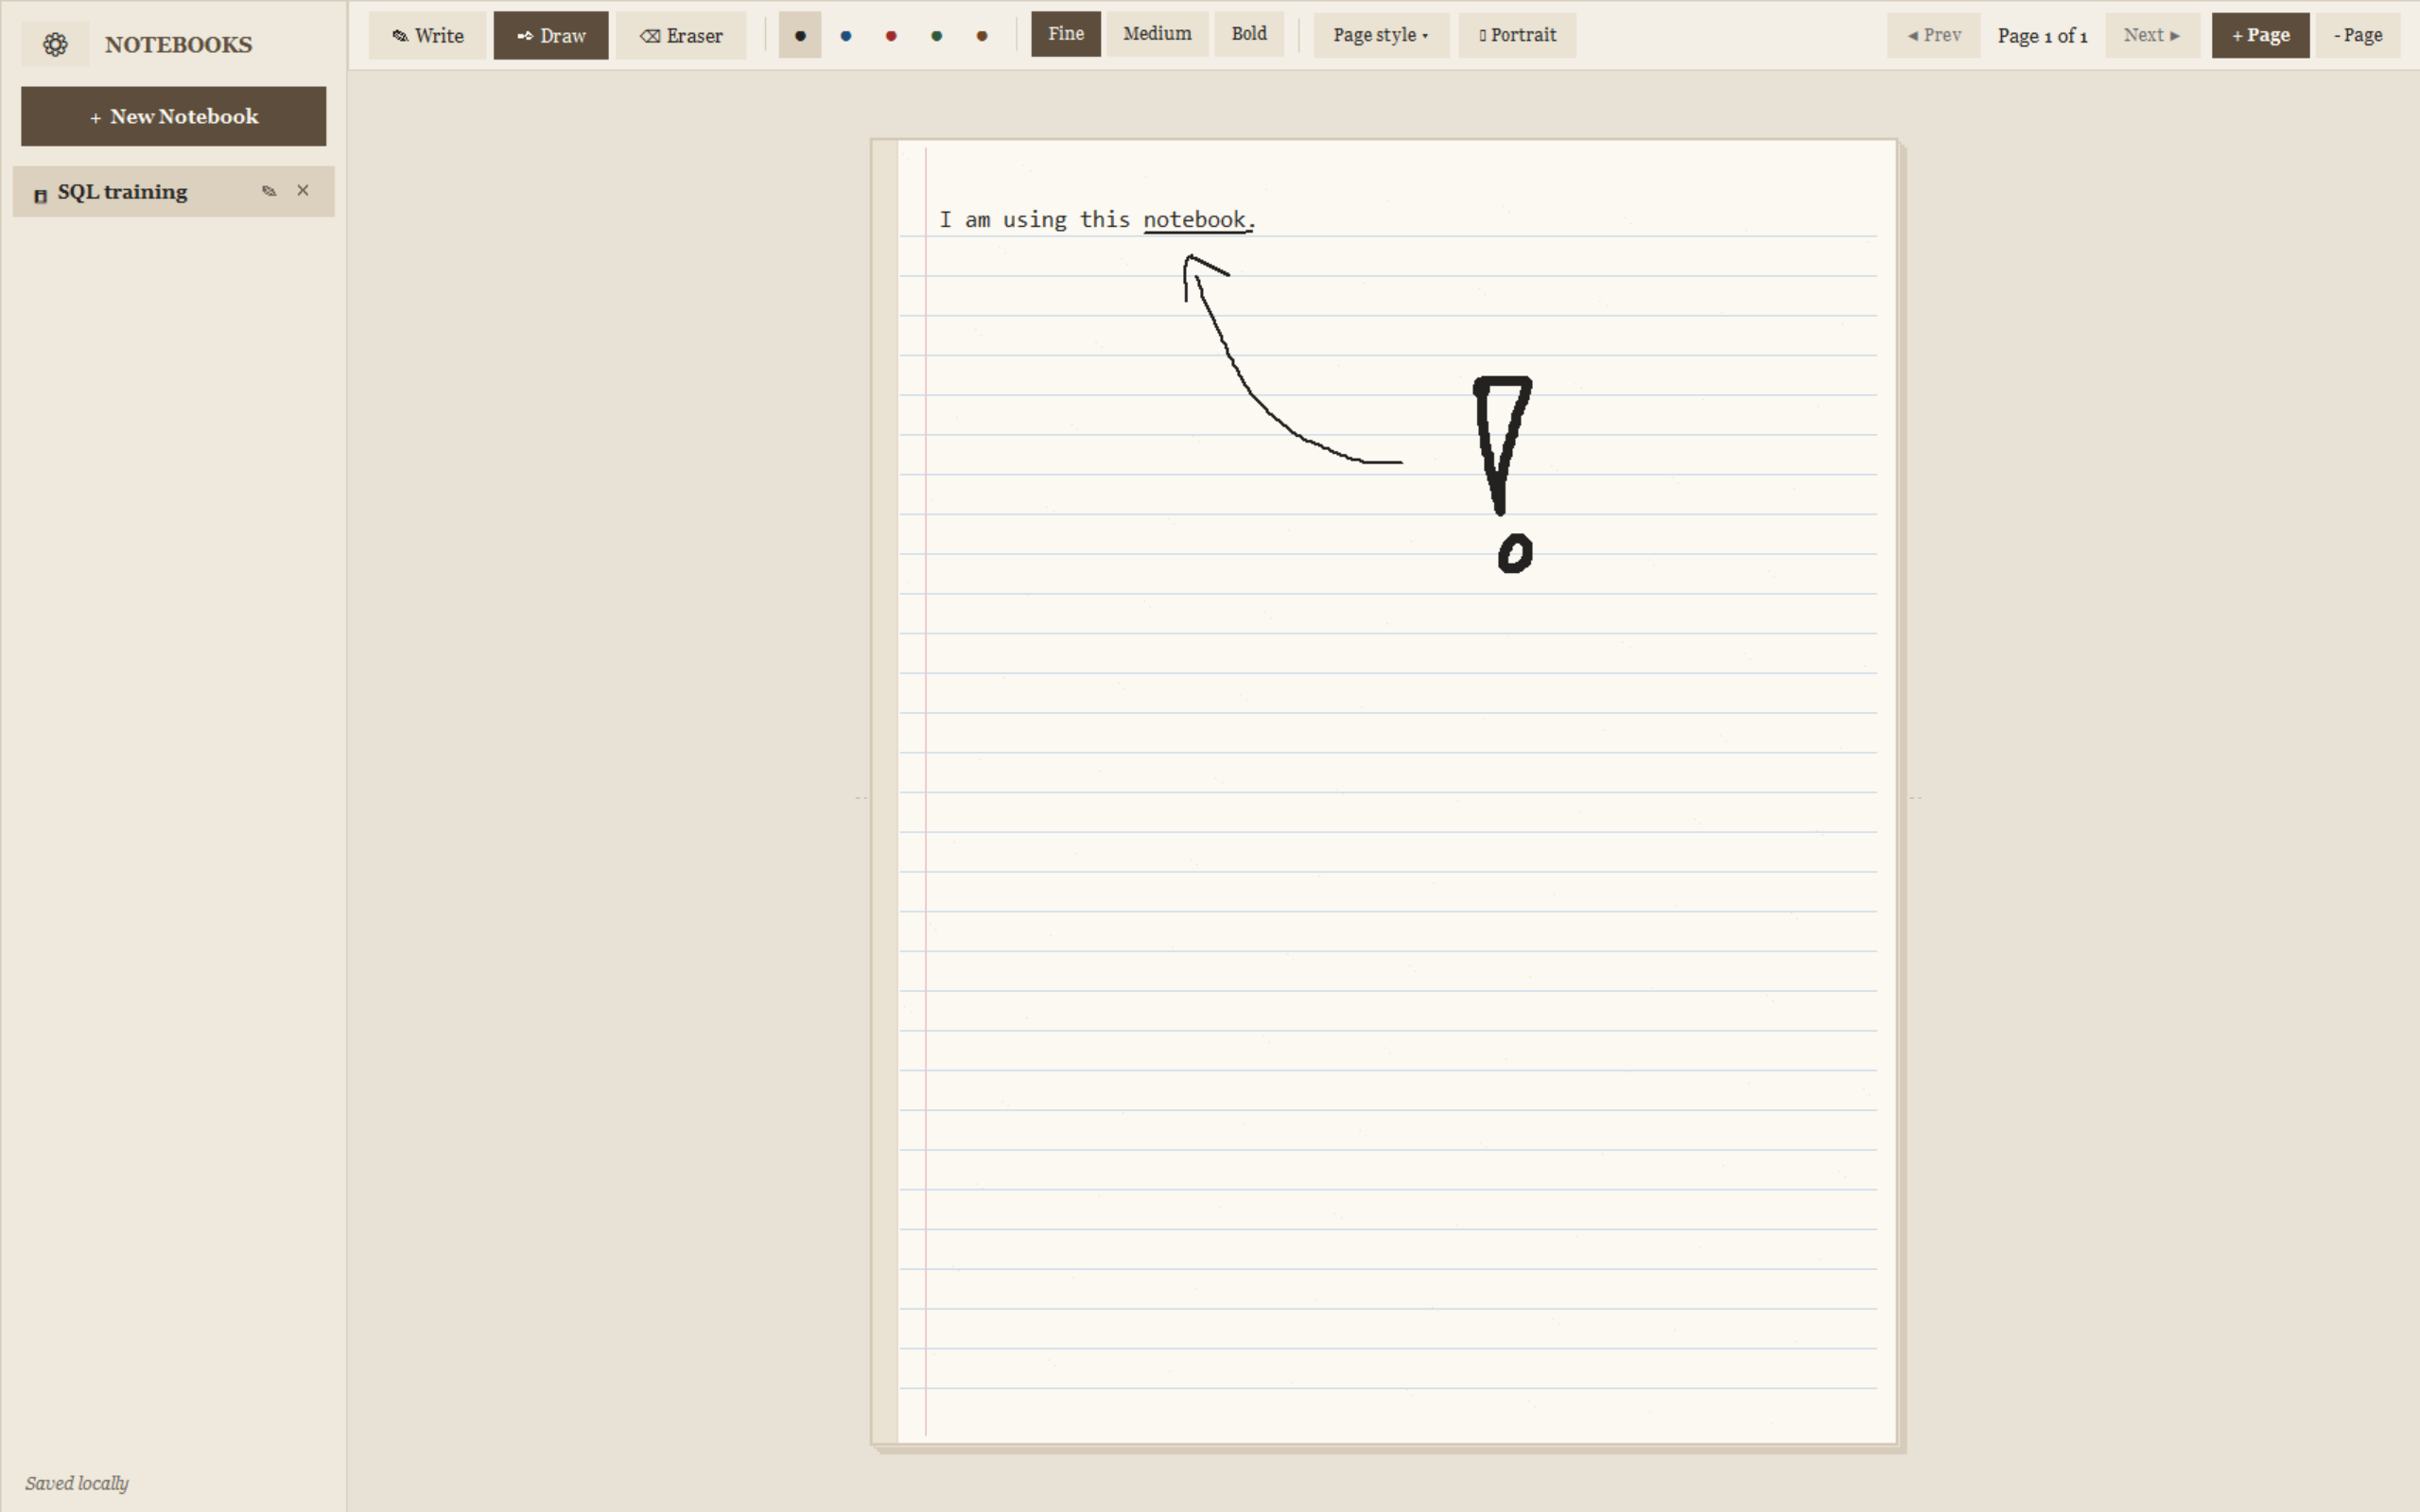 NOTEBOOKS
+ New Notebook
SQL training
Saved locally
Write Draw Eraser Fine Medium Bold Page style Portrait Prev Page 1 of 1 Next + Page - Page
I am using this notebook.
!